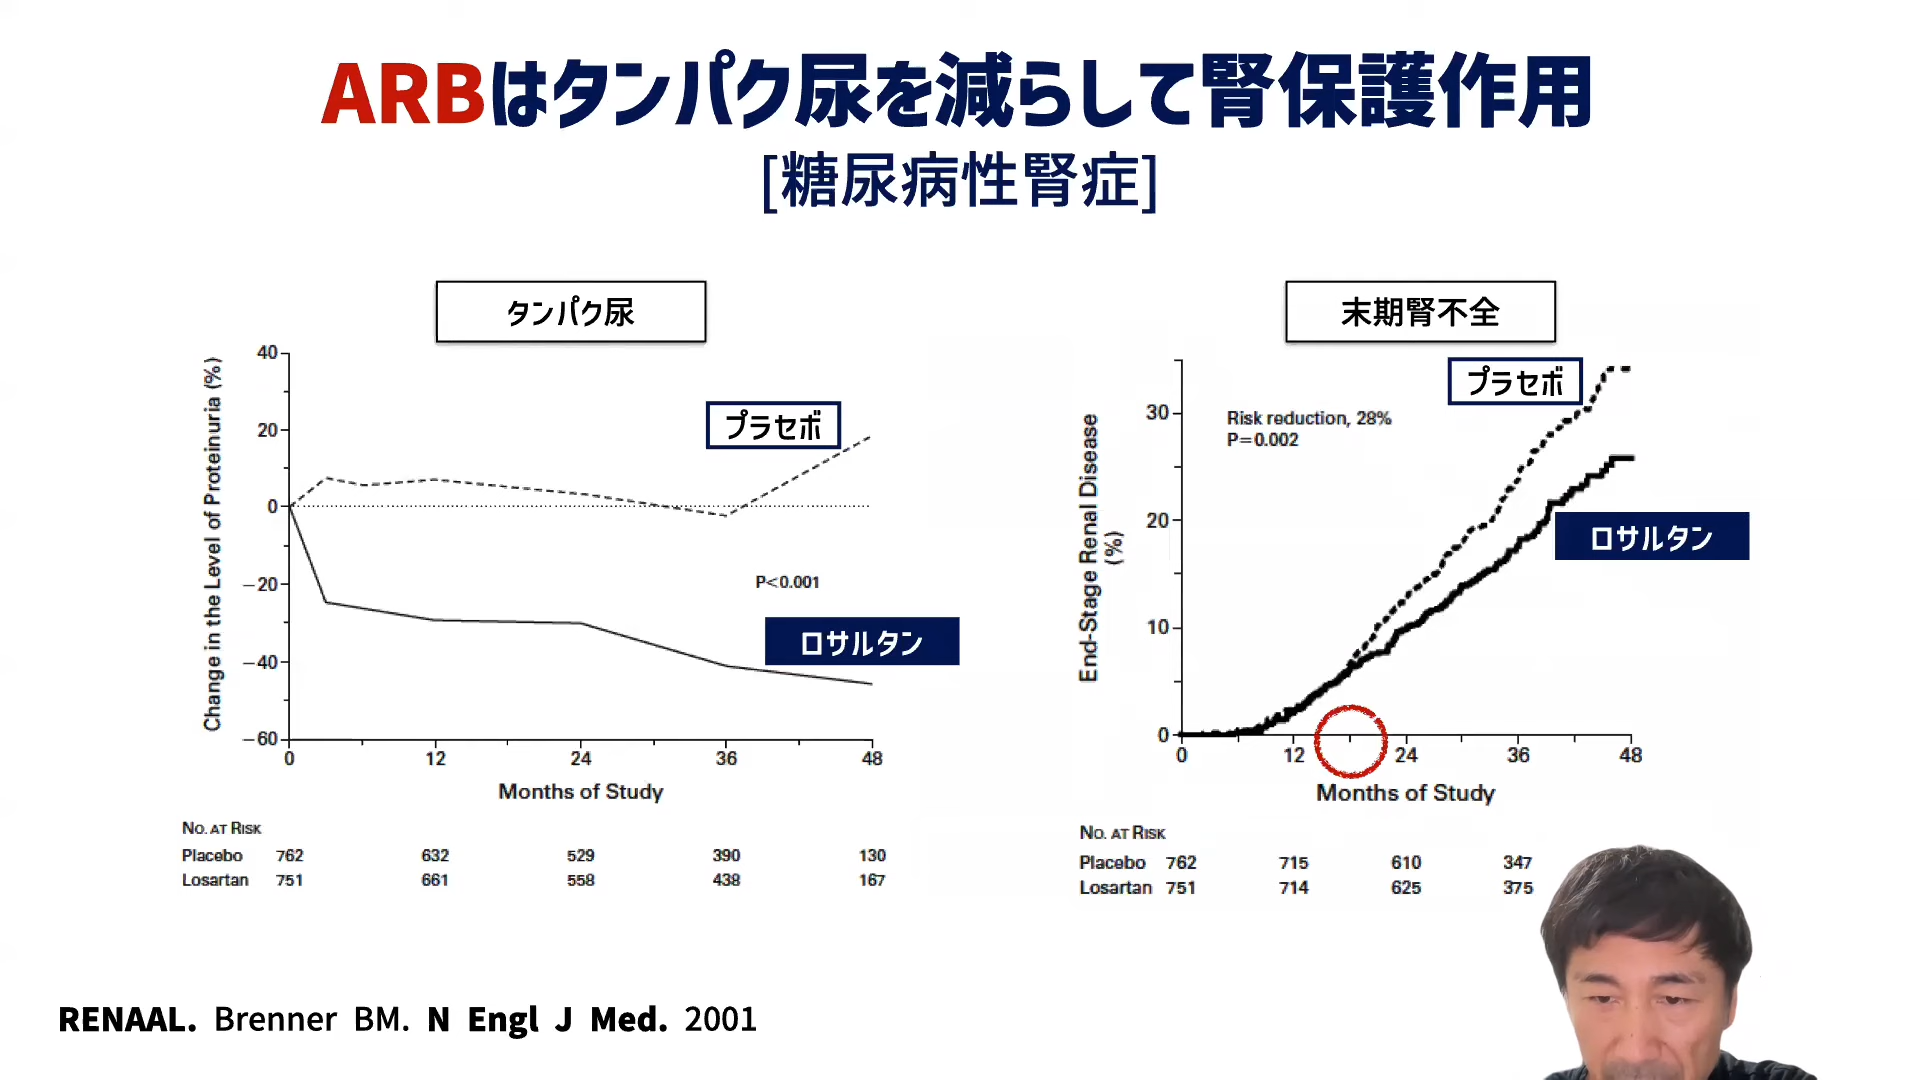 ARBはタンパク尿を減らして腎保護作用
[糖尿病性腎症]
タンパク尿
Change in the Level of Proteinuria (%)
40
20
0
−20
−40
−60
プラセボ
P<0.001
ロサルタン
0 12 24 36 48
Months of Study
No. at Risk
Placebo 762 632 529 390 130
Losartan 751 661 558 438 167
末期腎不全
End-Stage Renal Disease
(%)
30
20
10
0
プラセボ
Risk reduction, 28%
P=0.002
ロサルタン
0 12 24 36 48
Months of Study
No. at Risk
Placebo 762 715 610 347
Losartan 751 714 625 375
RENAAL. Brenner BM. N Engl J Med. 2001